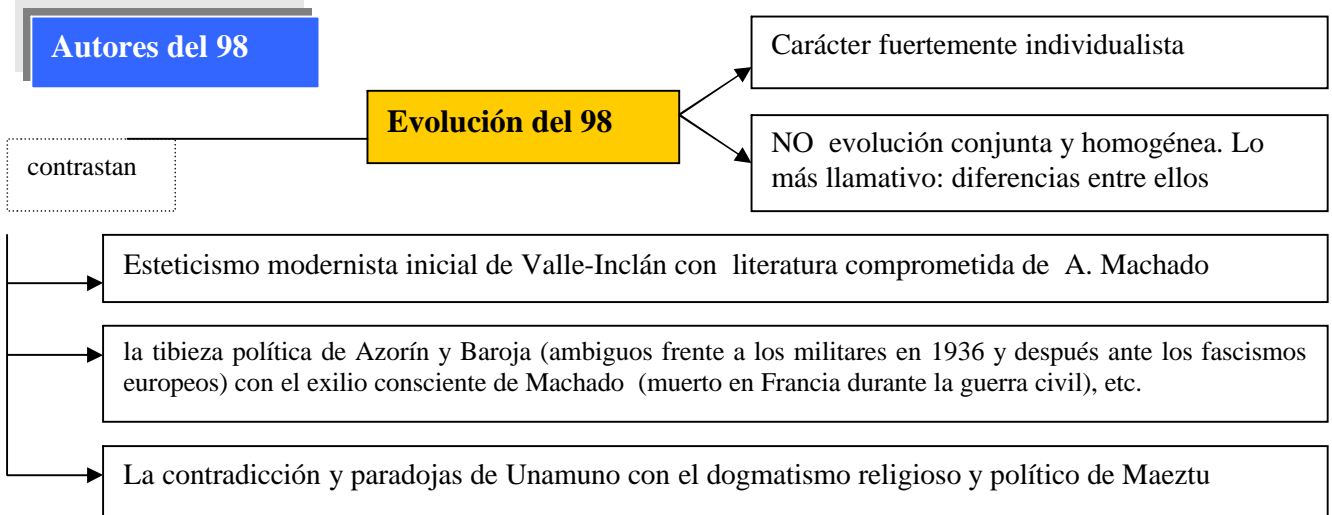 Autores del 98
Carácter fuertemente individualista
Evolución del 98
NO evolución conjunta y homogénea. Lo
más llamativo: diferencias entre ellos
contrastan
Esteticismo modernista inicial de Valle-Inclán con literatura comprometida de A. Machado
la tibieza política de Azorín y Baroja (ambiguos frente a los militares en 1936 y después ante los fascismos
europeos) con el exilio consciente de Machado (muerto en Francia durante la guerra civil), etc.
La contradicción y paradojas de Unamuno con el dogmatismo religioso y político de Maeztu